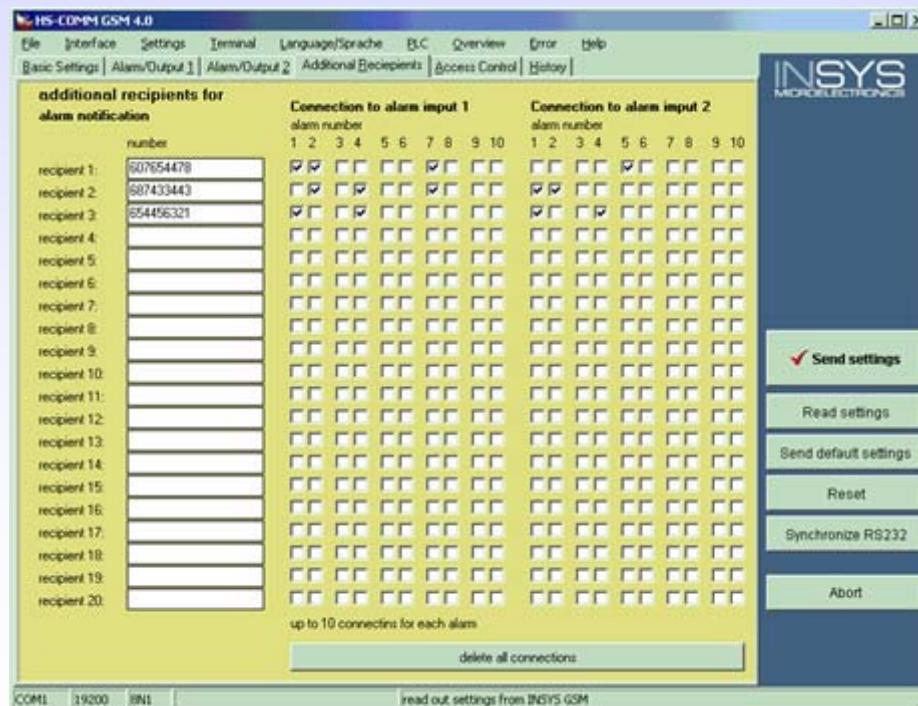 HS-COMM GSM 4.0
File Interface Settings Terminal Language/Sprache PLC Overview Error Help
Basic Settings Alarm/Output 1 Alarm/Output 2 Additional Reciepients Access Control History
INSYS
MICROELECTRONICS
additional recipients for
alarm notification
Connection to alarm imput 1
Connection to alarm imput 2
alarm number
alarm number
number
1 2 3 4 5 6 7 8 9 10
1 2 3 4 5 6 7 8 9 10
recipient 1: 607654478
recipient 2: 687433443
recipient 3: 654456321
recipient 4:
recipient 5:
recipient 6:
recipient 7:
recipient 8:
recipient 9:
recipient 10:
recipient 11:
recipient 12:
recipient 13:
recipient 14:
recipient 15:
recipient 16:
recipient 17:
recipient 18:
recipient 19:
recipient 20:
up to 10 connectins for each alarm
delete all connections
Send settings
Read settings
Send default settings
Reset
Synchronize RS232
Abort
COM1 19200 8N1 read out settings from INSYS GSM